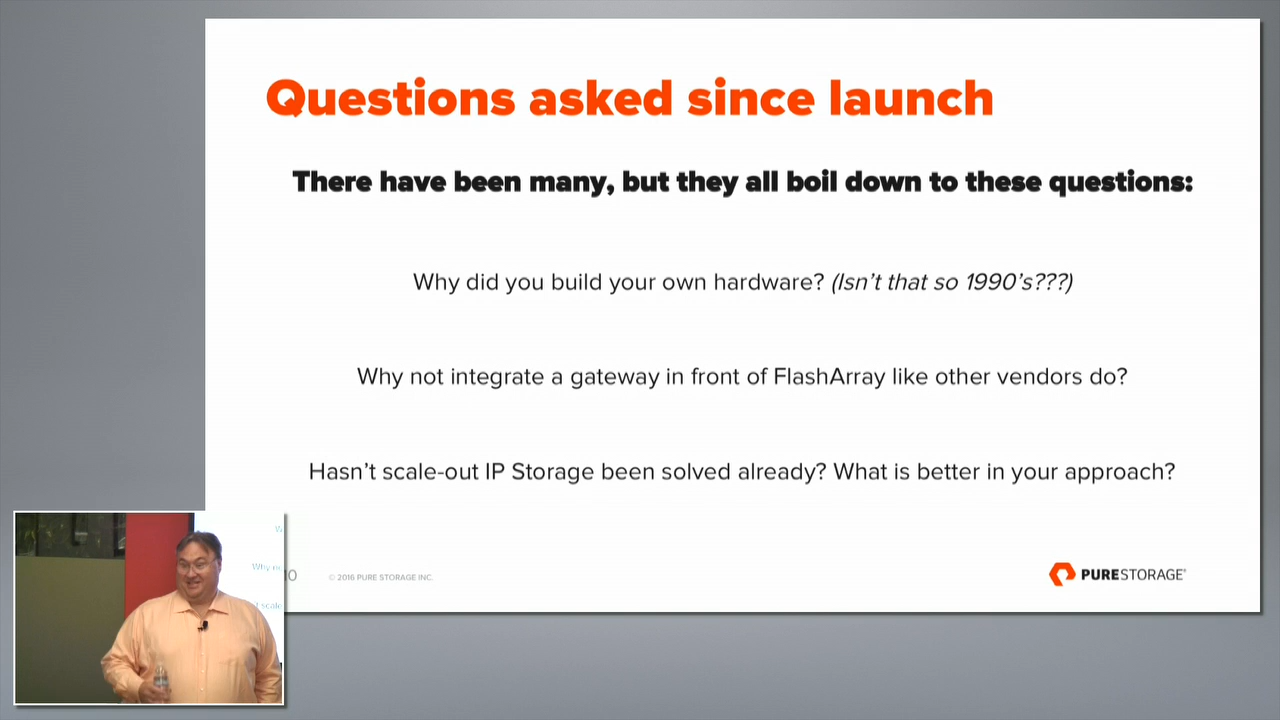 Questions asked since launch
There have been many, but they all boil down to these questions:
Why did you build your own hardware? (Isn't that so 1990's???)
Why not integrate a gateway in front of FlashArray like other vendors do?
Hasn't scale-out IP Storage been solved already? What is better in your approach?
10
© 2016 PURE STORAGE INC.
PURESTORAGE®